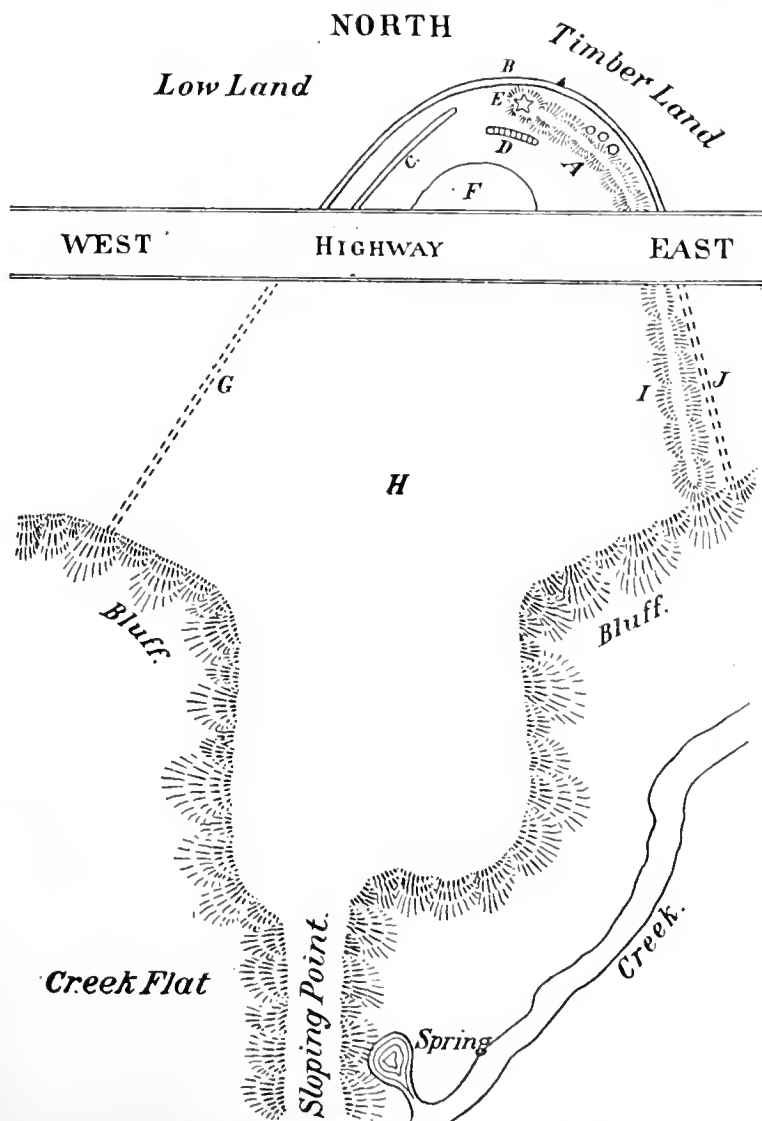 NORTH
Low Land
Timber Land
B
E
D
C
A
F
WEST
HIGHWAY
EAST
G
I
J
H
Bluff.
Bluff.
Creek.
Creek Flat
Sloping Point.
Spring